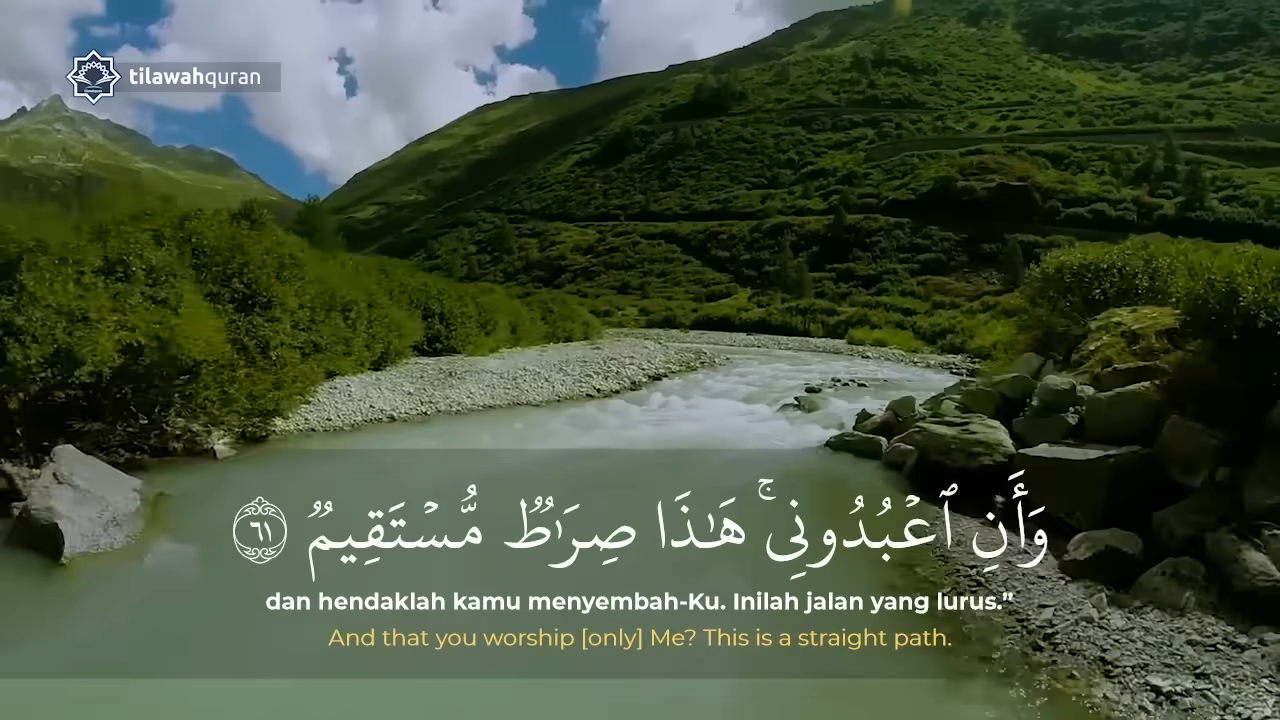 tilawahquran
وَأَنِ ٱعْبُدُونِى ۚ هَـٰذَا صِرَٰطٌ مُّسْتَقِيمٌ ٦١
dan hendaklah kamu menyembah-Ku. Inilah jalan yang lurus.”
And that you worship [only] Me? This is a straight path.